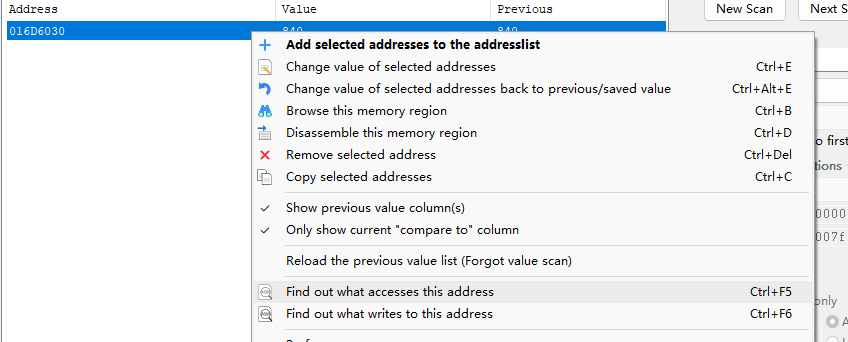 Address Value Previous New Scan Next S
016D6030 840 840
Add selected addresses to the addresslist
Change value of selected addresses Ctrl+E
Change value of selected addresses back to previous/saved value Ctrl+Alt+E
Browse this memory region Ctrl+B
Disassemble this memory region Ctrl+D
o first
Remove selected address Ctrl+Del
tions
Copy selected addresses Ctrl+C
Show previous value column(s)
0000
Only show current "compare to" column
007f
Reload the previous value list (Forgot value scan)
Find out what accesses this address Ctrl+F5
only
Find out what writes to this address Ctrl+F6
A